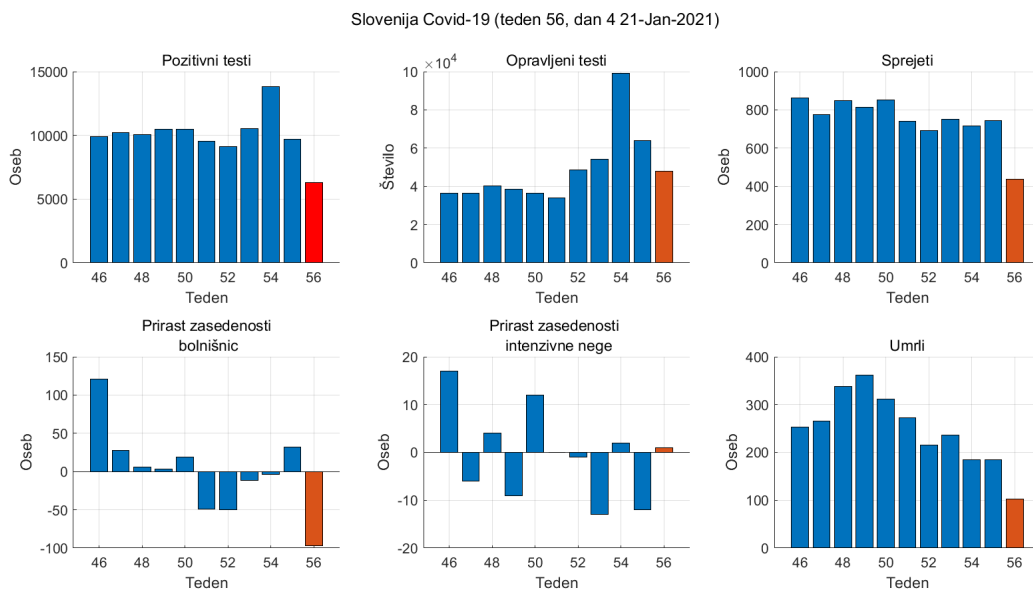 Slovenija Covid-19 (teden 56, dan 4 21-Jan-2021)
Pozitivni testi
15000
10000
5000
0
Oseb
46 48 50 52 54 56
Teden
Opravljeni testi
×10⁴
10
8
6
4
2
0
Število
46 48 50 52 54 56
Teden
Sprejeti
1000
800
600
400
200
0
Oseb
46 48 50 52 54 56
Teden
Prirast zasedenosti
bolnišnic
150
100
50
0
-50
-100
Oseb
46 48 50 52 54 56
Teden
Prirast zasedenosti
intenzivne nege
20
10
0
-10
-20
Oseb
46 48 50 52 54 56
Teden
Umrli
400
300
200
100
0
Oseb
46 48 50 52 54 56
Teden